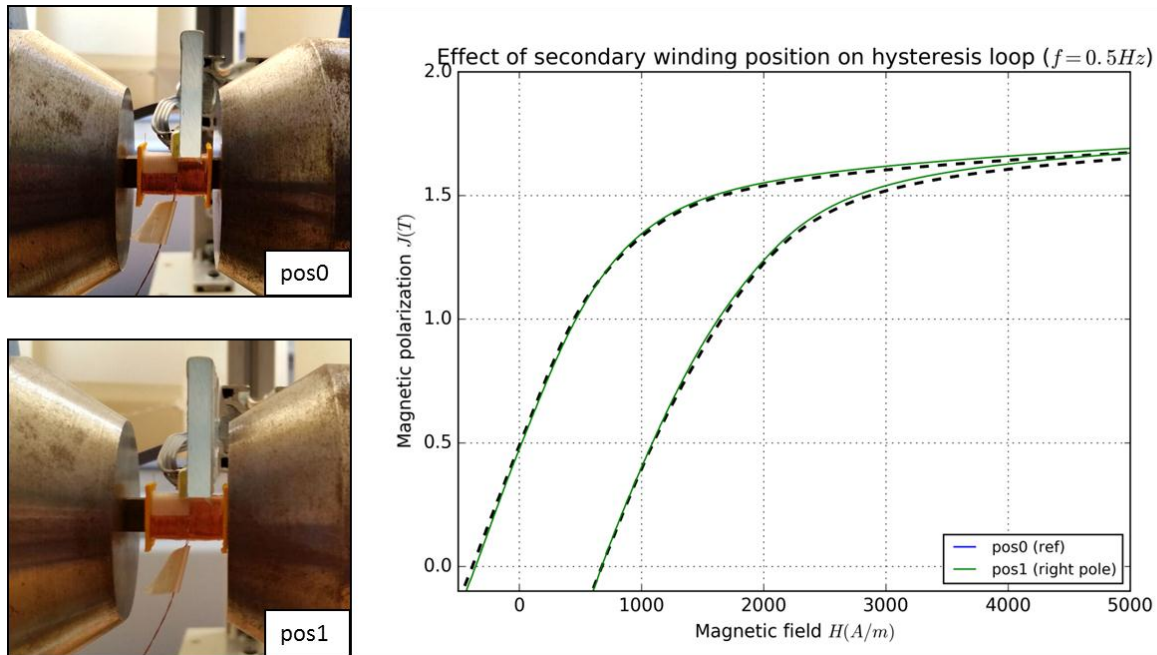 pos0
pos1
Effect of secondary winding position on hysteresis loop (f=0.5Hz)
2.0
1.5
1.0
0.5
0.0
Magnetic polarization J(T)
0
1000
2000
3000
4000
5000
Magnetic field H(A/m)
pos0 (ref)
pos1 (right pole)